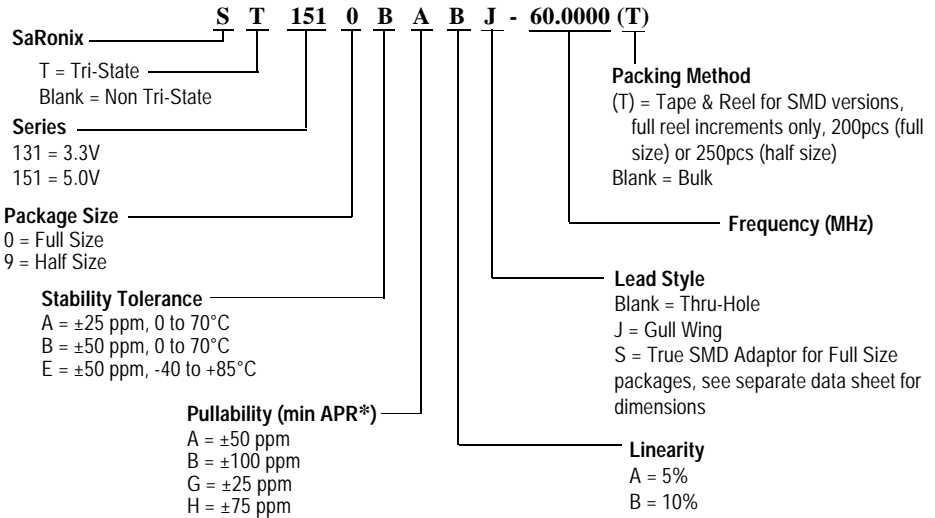 S T 151 0 B A B J - 60.0000 (T)
SaRonix
T = Tri-State
Blank = Non Tri-State
Series
131 = 3.3V
151 = 5.0V
Package Size
0 = Full Size
9 = Half Size
Stability Tolerance
A = ±25 ppm, 0 to 70°C
B = ±50 ppm, 0 to 70°C
E = ±50 ppm, -40 to +85°C
Pullability (min APR*)
A = ±50 ppm
B = ±100 ppm
G = ±25 ppm
H = ±75 ppm
Packing Method
(T) = Tape & Reel for SMD versions,
full reel increments only, 200pcs (full
size) or 250pcs (half size)
Blank = Bulk
Frequency (MHz)
Lead Style
Blank = Thru-Hole
J = Gull Wing
S = True SMD Adaptor for Full Size
packages, see separate data sheet for
dimensions
Linearity
A = 5%
B = 10%